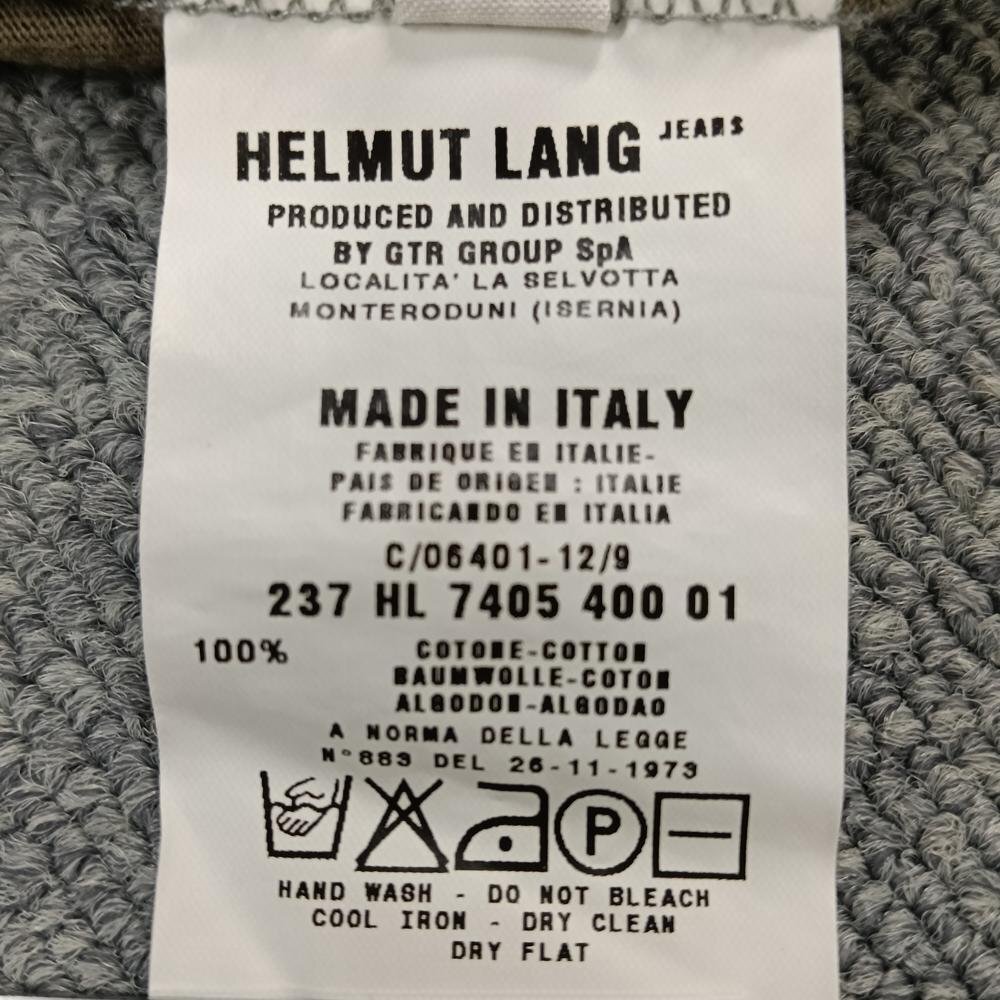 HELMUT LANG JEANS
PRODUCED AND DISTRIBUTED
BY GTR GROUP SpA
LOCALITA' LA SELVOTTA
MONTERODUNI (ISERNIA)
MADE IN ITALY
FABRIQUE EN ITALIE-
PAIS DE ORIGEN : ITALIE
FABRICANDO EN ITALIA
C/06401-12/9
237 HL 7405 400 01
100% COTONE-COTTON
BAUMWOLLE-COTON
ALGODON-ALGODAO
A NORMA DELLA LEGGE
N°883 DEL 26-11-1973
P
HAND WASH - DO NOT BLEACH
COOL IRON - DRY CLEAN
DRY FLAT